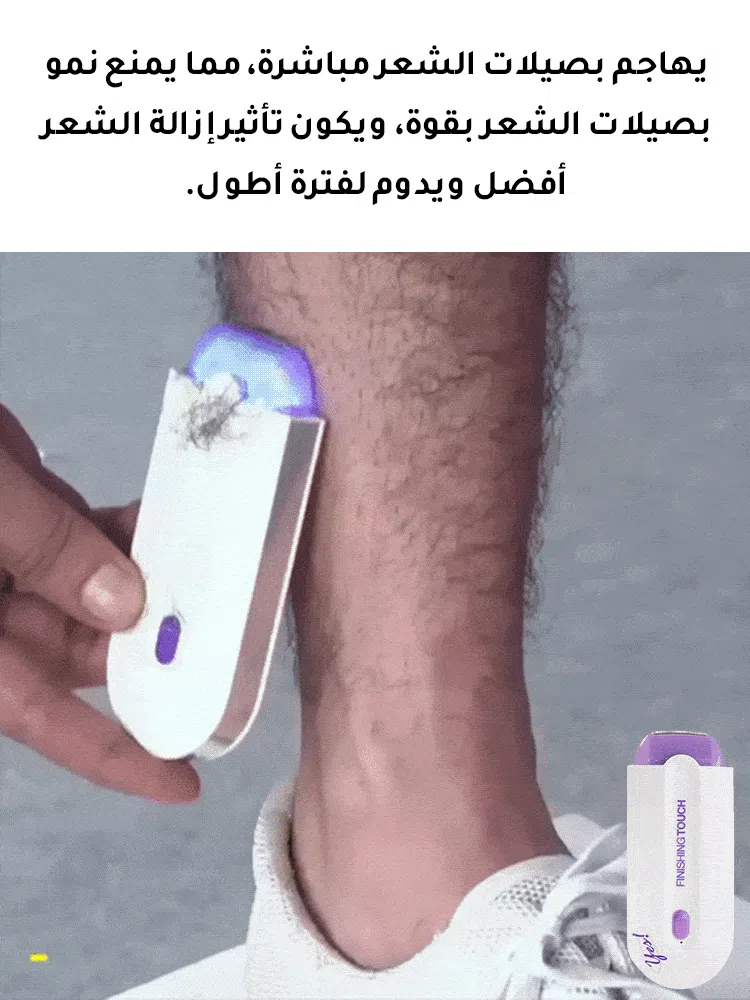 يهاجم بصيلات الشعر مباشرة، مما يمنع نمو
بصيلات الشعر بقوة، ويكون تأثير إزالة الشعر
أفضل ويدوم لفترة أطول.
FINISHING TOUCH
Yes!